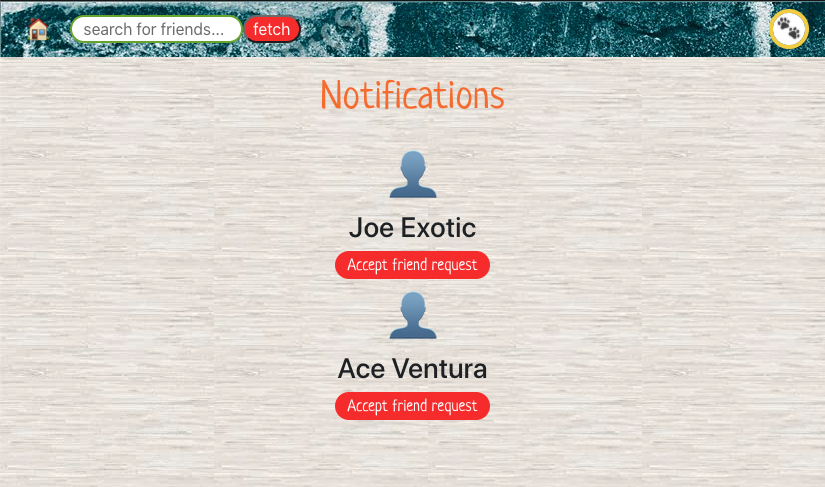 search for friends... fetch
Notifications
Joe Exotic
Accept friend request
Ace Ventura
Accept friend request